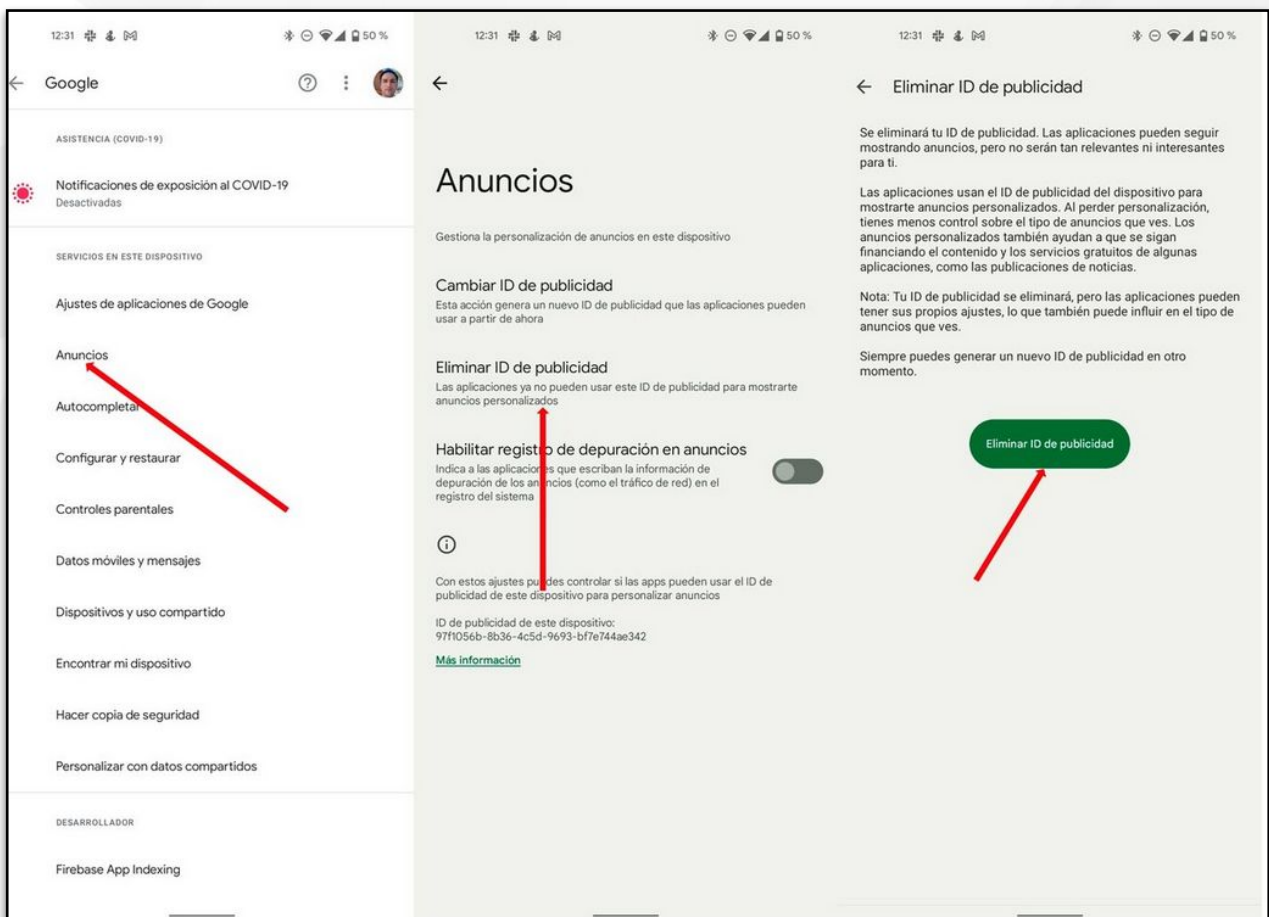 12:31
50 %
Google
ASISTENCIA (COVID-19)
Notificaciones de exposición al COVID-19
Desactivadas
SERVICIOS EN ESTE DISPOSITIVO
Ajustes de aplicaciones de Google
Anuncios
Autocompletar
Configurar y restaurar
Controles parentales
Datos móviles y mensajes
Dispositivos y uso compartido
Encontrar mi dispositivo
Hacer copia de seguridad
Personalizar con datos compartidos
DESARROLLADOR
Firebase App Indexing
12:31
50 %
Anuncios
Gestiona la personalización de anuncios en este dispositivo
Cambiar ID de publicidad
Esta acción genera un nuevo ID de publicidad que las aplicaciones pueden
usar a partir de ahora
Eliminar ID de publicidad
Las aplicaciones ya no pueden usar este ID de publicidad para mostrarte
anuncios personalizados
Habilitar registro de depuración en anuncios
Indica a las aplicaciones que escriban la información de
depuración de los anuncios (como el tráfico de red) en el
registro del sistema
Con estos ajustes puedes controlar si las apps pueden usar el ID de
publicidad de este dispositivo para personalizar anuncios
ID de publicidad de este dispositivo:
97f1056b-8b36-4c5d-9693-bf7e744ae342
Más información
12:31
50 %
Eliminar ID de publicidad
Se eliminará tu ID de publicidad. Las aplicaciones pueden seguir
mostrando anuncios, pero no serán tan relevantes ni interesantes
para ti.
Las aplicaciones usan el ID de publicidad del dispositivo para
mostrarte anuncios personalizados. Al perder personalización,
tienes menos control sobre el tipo de anuncios que ves. Los
anuncios personalizados también ayudan a que se sigan
financiando el contenido y los servicios gratuitos de algunas
aplicaciones, como las publicaciones de noticias.
Nota: Tu ID de publicidad se eliminará, pero las aplicaciones pueden
tener sus propios ajustes, lo que también puede influir en el tipo de
anuncios que ves.
Siempre puedes generar un nuevo ID de publicidad en otro
momento.
Eliminar ID de publicidad